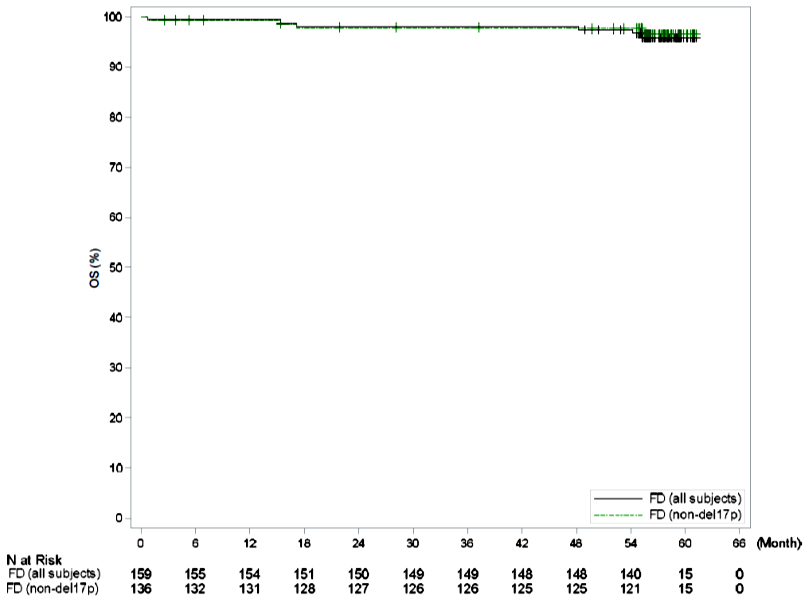 100
90
80
70
60
50
40
30
20
10
0
OS (%)
FD (all subjects)
FD (non-del17p)
0 6 12 18 24 30 36 42 48 54 60 66 (Month)
N at Risk
FD (all subjects) 159 155 154 151 150 149 149 148 148 140 15 0
FD (non-del17p) 136 132 131 128 127 126 126 125 125 121 15 0